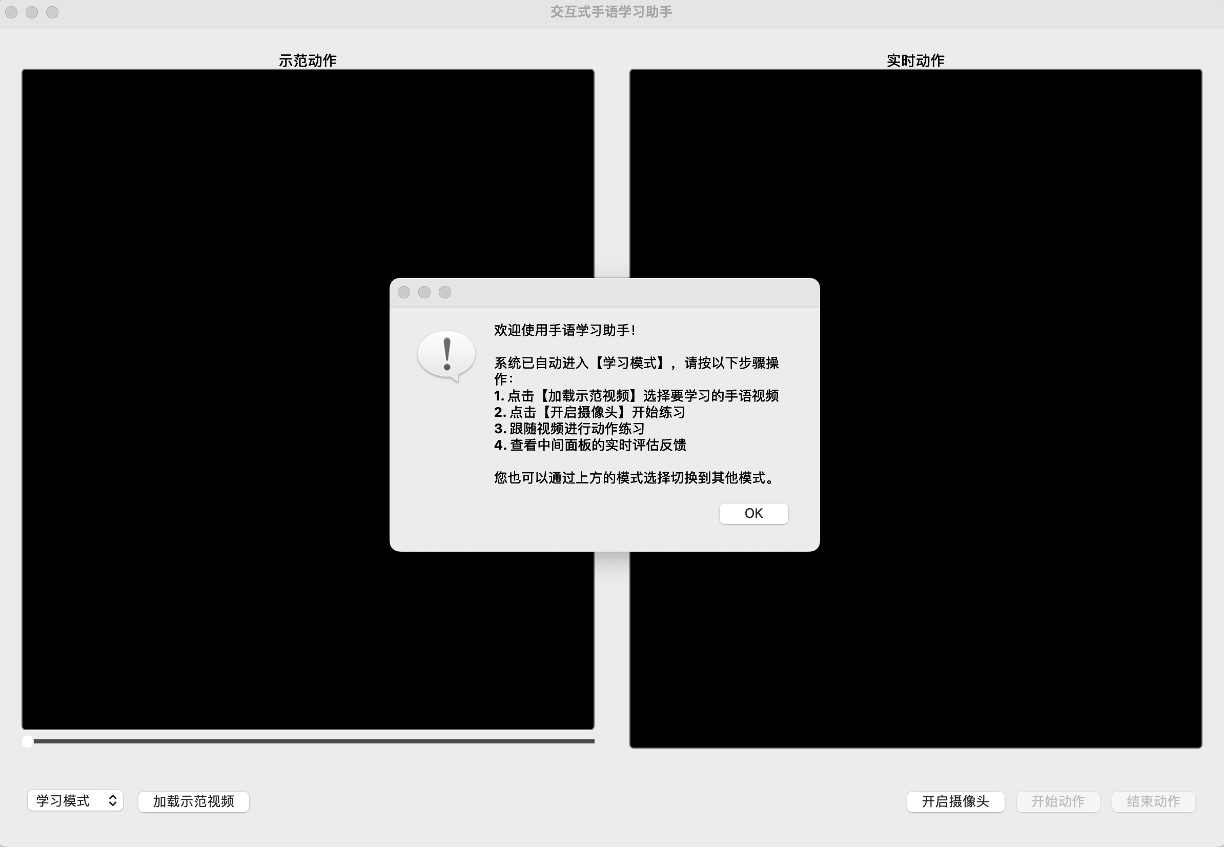 交互式手语学习助手
示范动作
实时动作
欢迎使用手语学习助手！
系统已自动进入【学习模式】，请按以下步骤操
作：
1. 点击【加载示范视频】选择要学习的手语视频
2. 点击【开启摄像头】开始练习
3. 跟随视频进行动作练习
4. 查看中间面板的实时评估反馈
您也可以通过上方的模式选择切换到其他模式。
OK
学习模式
加载示范视频
开启摄像头
开始动作
结束动作